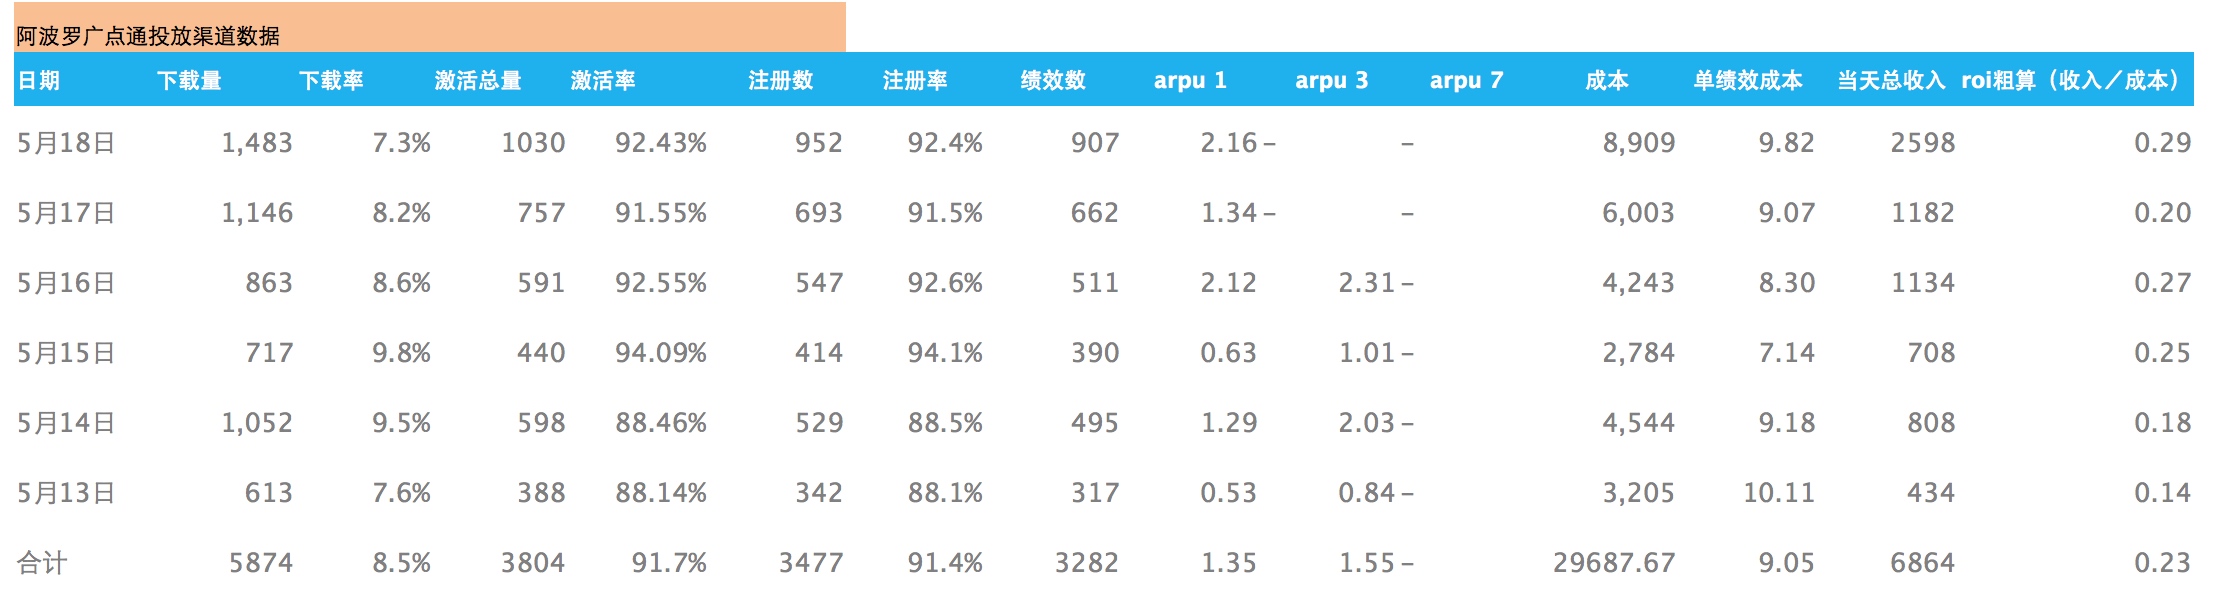 阿波罗广点通投放渠道数据
日期 下载量 下载率 激活总量 激活率 注册数 注册率 绩效数 arpu 1 arpu 3 arpu 7 成本 单绩效成本 当天总收入 roi粗算（收入／成本）
5月18日 1,483 7.3% 1030 92.43% 952 92.4% 907 2.16 – – 8,909 9.82 2598 0.29
5月17日 1,146 8.2% 757 91.55% 693 91.5% 662 1.34 – – 6,003 9.07 1182 0.20
5月16日 863 8.6% 591 92.55% 547 92.6% 511 2.12 2.31 – 4,243 8.30 1134 0.27
5月15日 717 9.8% 440 94.09% 414 94.1% 390 0.63 1.01 – 2,784 7.14 708 0.25
5月14日 1,052 9.5% 598 88.46% 529 88.5% 495 1.29 2.03 – 4,544 9.18 808 0.18
5月13日 613 7.6% 388 88.14% 342 88.1% 317 0.53 0.84 – 3,205 10.11 434 0.14
合计 5874 8.5% 3804 91.7% 3477 91.4% 3282 1.35 1.55 – 29687.67 9.05 6864 0.23